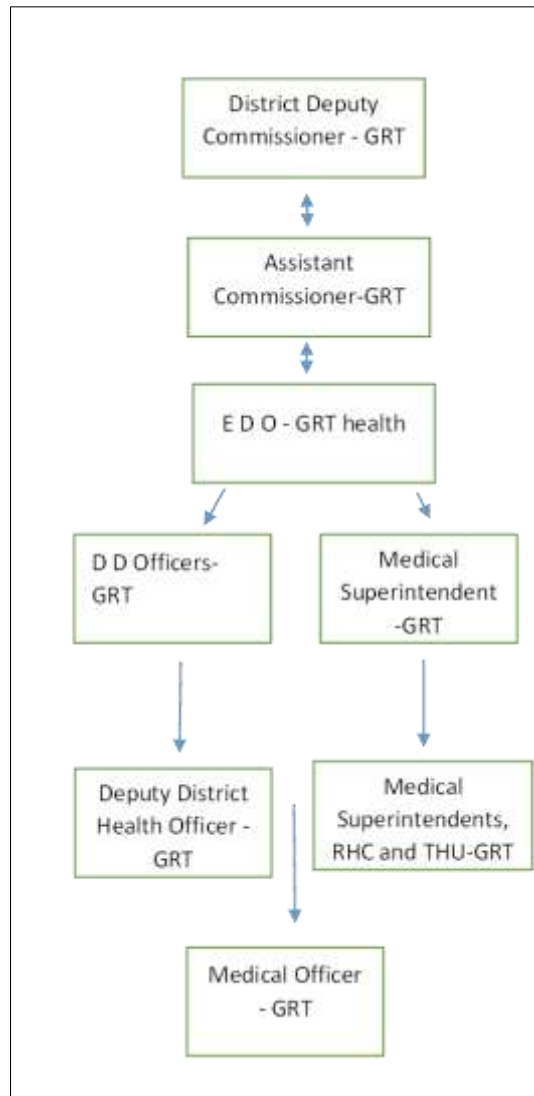 District Deputy
Commissioner - GRT
Assistant
Commissioner-GRT
E D O - GRT health
D D Officers-
GRT
Medical
Superintendent
-GRT
Deputy District
Health Officer -
GRT
Medical
Superintendents,
RHC and THU-GRT
Medical Officer
- GRT